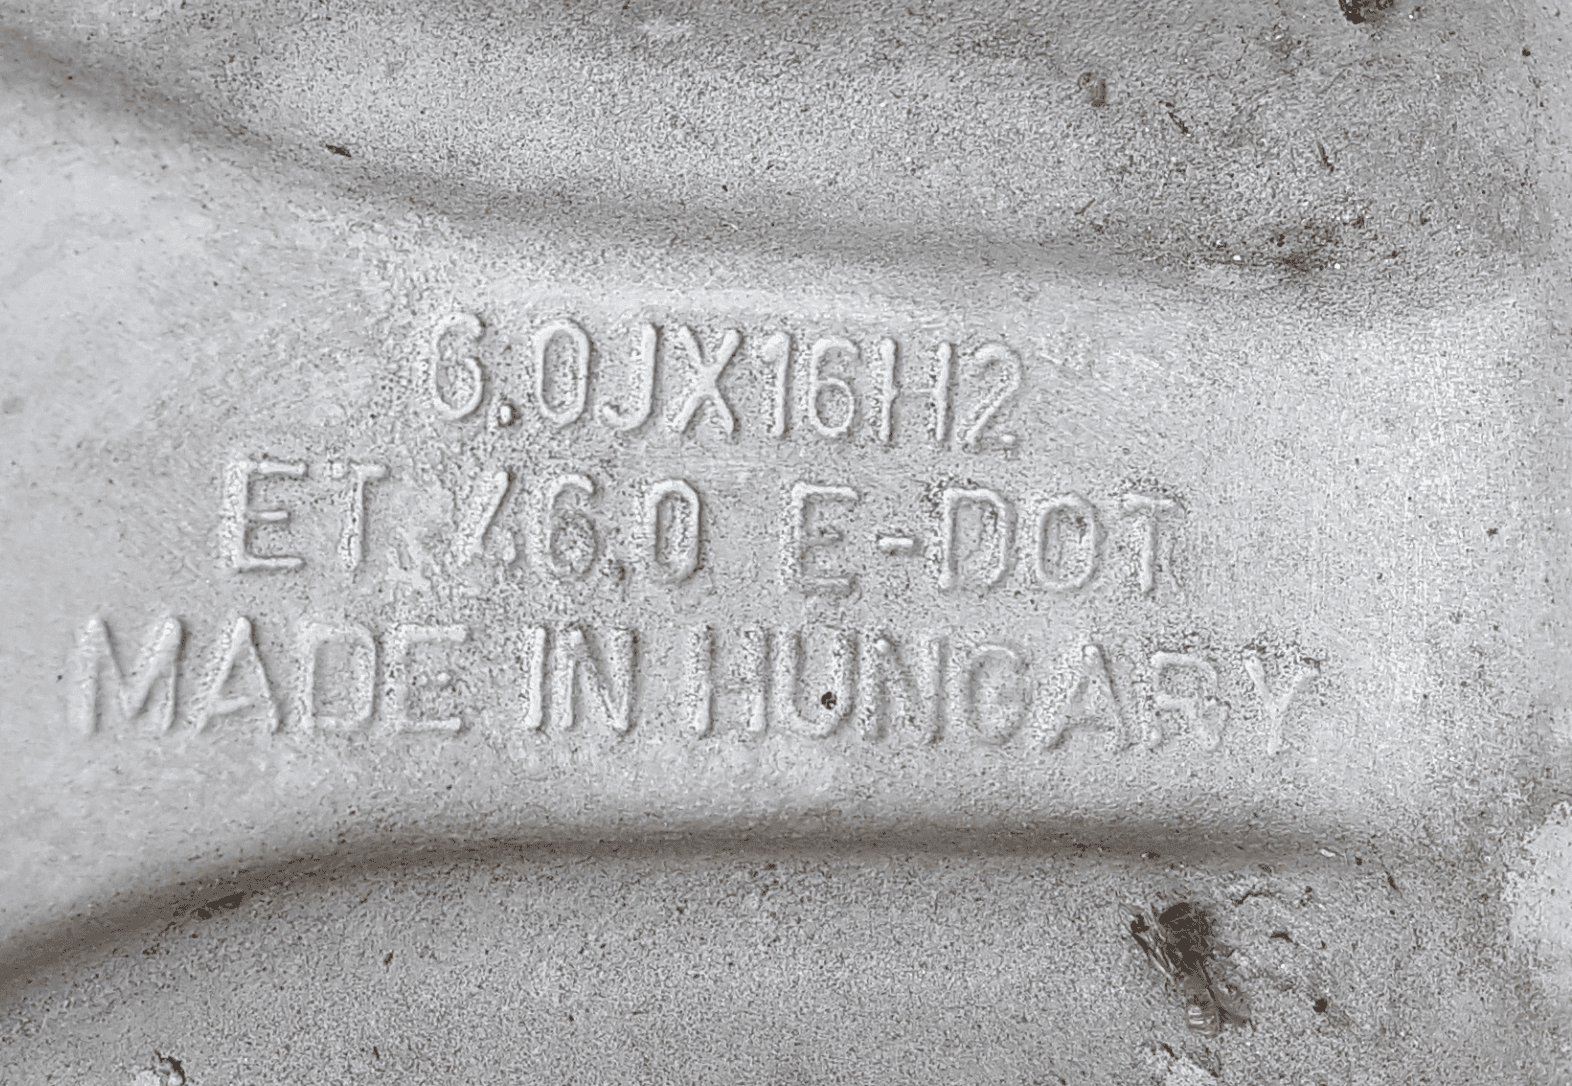 6.0JX16H2
ET 46.0 E-DOT
MADE IN HUNGARY